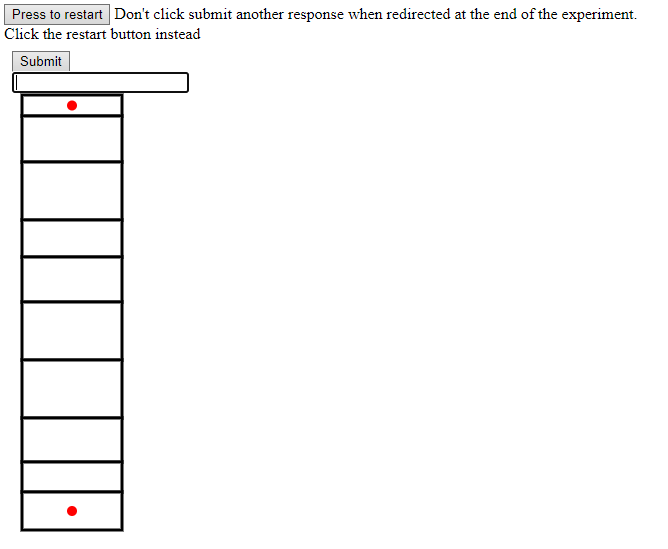 Press to restart Don't click submit another response when redirected at the end of the experiment.
Click the restart button instead
Submit